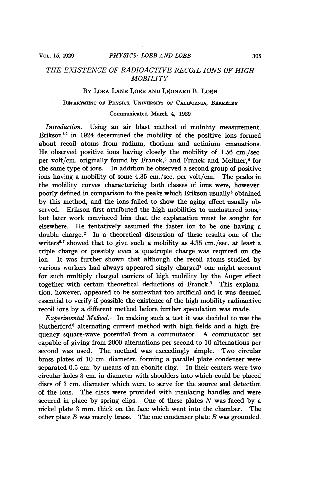 VOL. 15, 1929 PHYSICS: LOEB AND LOEB 305
THE EXISTENCE OF RADIOACTIVE RECOIL IONS OF HIGH
MOBILITY
BY LORA LANE LOEB AND LEONARD B. LOEB
DEPARTMENT OF PHYSICS, UNIVERSITY OF CALIFORNIA, BERKELEY
Communicated March 4, 1929
Introduction. Using an air blast method of mobility measurement,
Erikson in 1924 determined the mobility of the positive ions formed
about recoil atoms from radium, thorium and actinium emanations.
He observed positive ions having closely the mobility of 1.56 cm./sec.
per volt/cm. originally found by Franck, and Franck and Meitner, for
the same type of ions. In addition he observed a second group of positive
ions having a mobility of some 4.35 cm./sec. per volt/cm. The peaks in
the mobility curves characterizing both classes of ions were, however,
poorly defined in comparison to the peaks which Erikson usually obtained
by this method, and the ions failed to show the aging effect usually ob-
served. Erikson first attributed the high mobilities to unclustered ions,
but later work convinced him that the explanation must be sought for
elsewhere. He tentatively assumed the faster ion to be one having a
double charge. In a theoretical discussion of these results one of the
writers showed that to give such a mobility as 4.35 cm./sec. at least a
triple charge or possibly even a quadruple charge was required on the
ion. It was further shown that although the recoil atoms studied by
various workers had always appeared singly charged one might account
for such multiply charged carriers of high mobility by the Auger effect
together with certain theoretical deductions of Franck. This explana-
tion, however, appeared to be somewhat too artificial and it was deemed
essential to verify if possible the existence of the high mobility radioactive
recoil ions by a different method before further speculation was made.
Experimental Method.—In making such a test it was decided to use the
Rutherford alternating current method with high fields and a high fre-
quency square-wave potential from a commutator. A commutator set
capable of giving from 2000 alternations per second to 10 alternations per
second was used. The method was exceedingly simple. Two circular
brass plates of 10 cm. diameter forming a parallel plate condenser were
separated 0.5 cm. by means of an ebonite ring. In their centers were two
circular holes 3 cm. in diameter with shoulders into which could be placed
discs of 3 cm. diameter which were to serve for the source and detection
of the ions. The discs were provided with insulating handles and were
secured in place by spring clips. One of these plates N was faced by a
nickel plate 3 mm. thick on the face which went into the chamber. The
other plate B was merely brass. The one condenser plate B was grounded.